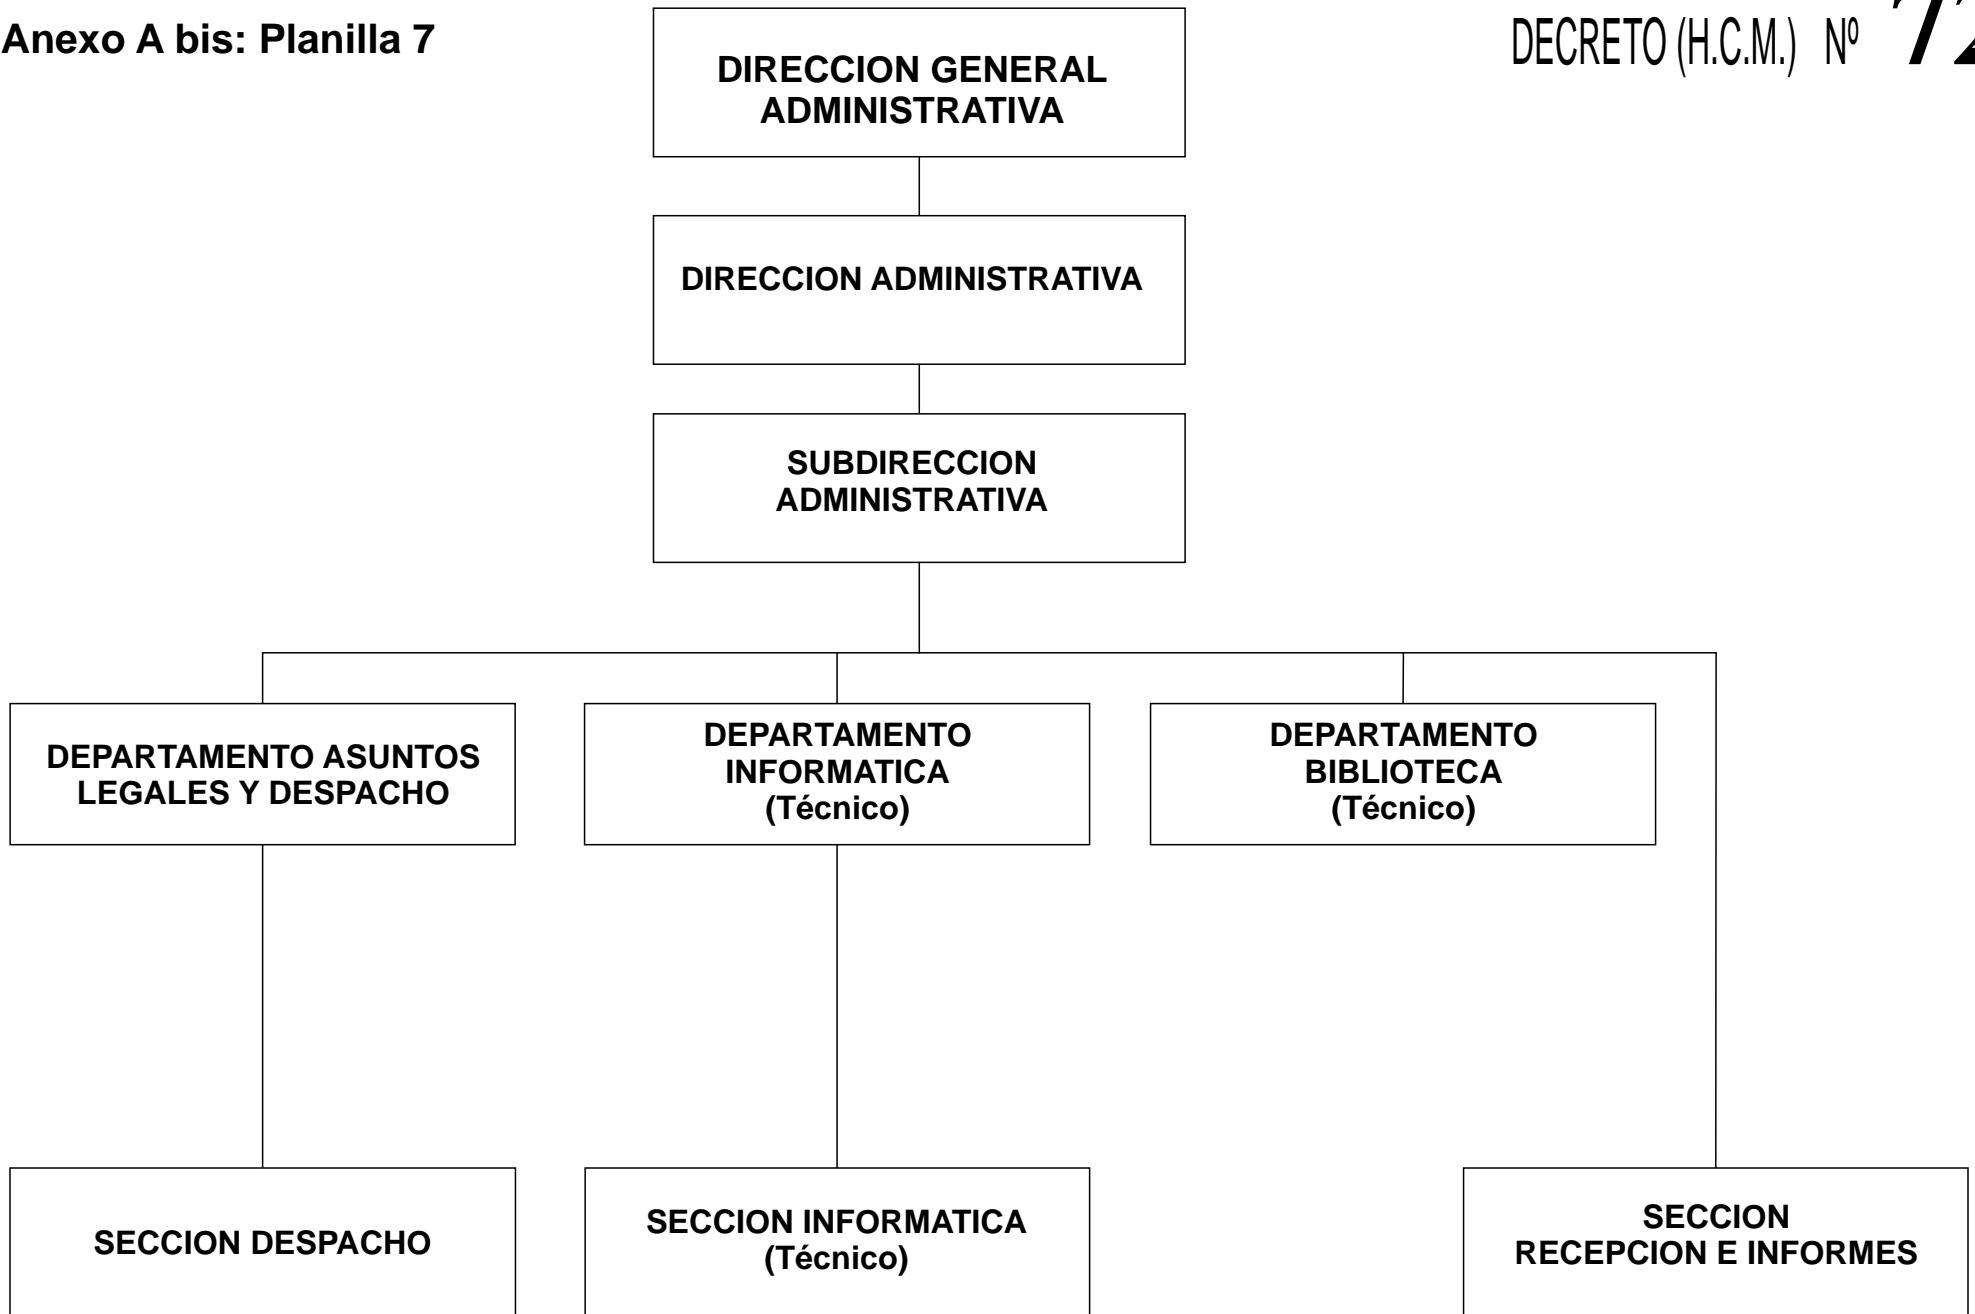 Anexo A bis: Planilla 7
DECRETO (H.C.M.) Nº
DIRECCION GENERAL
ADMINISTRATIVA
DIRECCION ADMINISTRATIVA
SUBDIRECCION
ADMINISTRATIVA
DEPARTAMENTO ASUNTOS
LEGALES Y DESPACHO
DEPARTAMENTO
INFORMATICA
(Técnico)
DEPARTAMENTO
BIBLIOTECA
(Técnico)
SECCION DESPACHO
SECCION INFORMATICA
(Técnico)
SECCION
RECEPCION E INFORMES